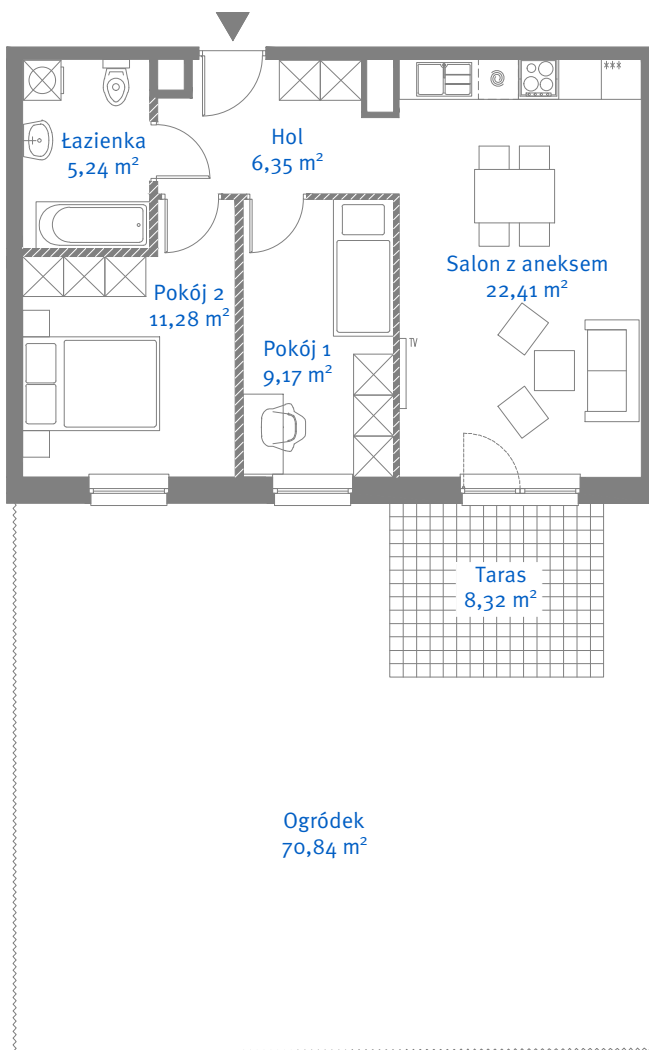 ***
Łazienka
5,24 m²
Hol
6,35 m²
Salon z aneksem
22,41 m²
Pokój 2
11,28 m²
Pokój 1
9,17 m²
TV
Taras
8,32 m²
Ogródek
70,84 m²